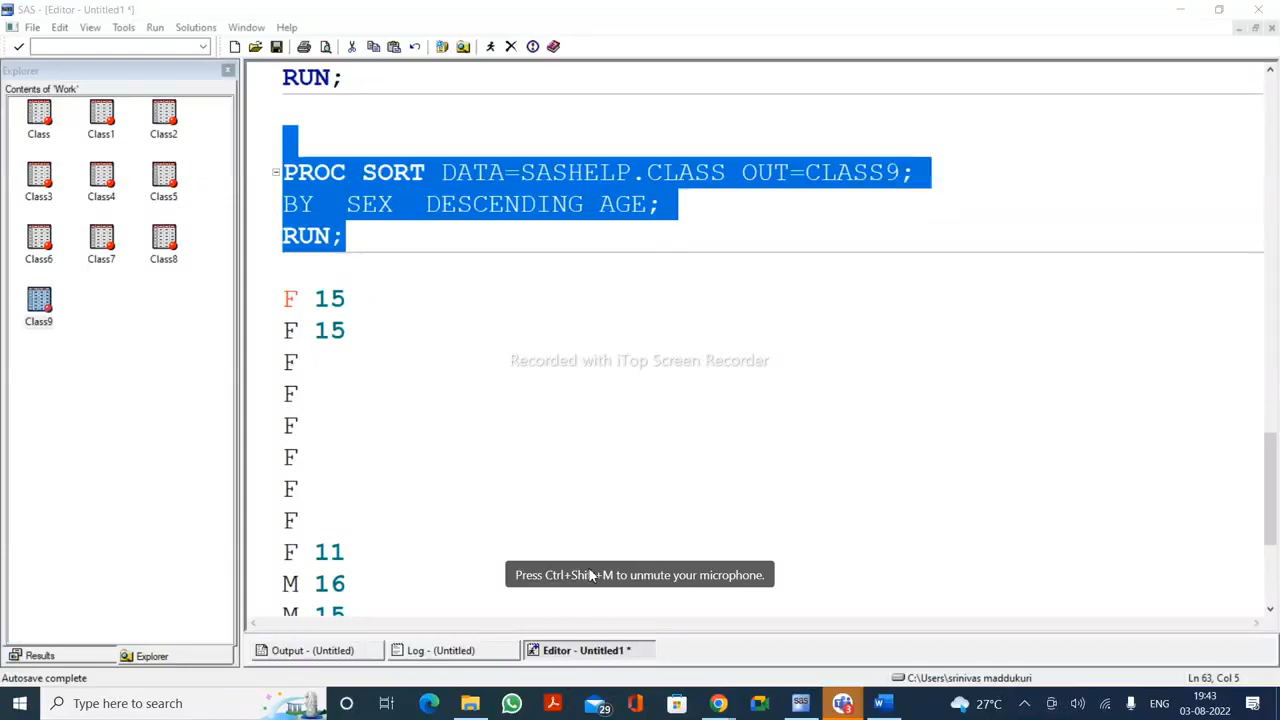 SAS - [Editor - Untitled1 *]
File Edit View Tools Run Solutions Window Help
Explorer
Contents of 'Work'
Class Class1 Class2
Class3 Class4 Class5
Class6 Class7 Class8
Class9
RUN;
PROC SORT DATA=SASHELP.CLASS OUT=CLASS9;
BY SEX DESCENDING AGE;
RUN;
F 15
F 15
F
Recorded with iTop Screen Recorder
F
F
F
F
F
F 11
Press Ctrl+Shift+M to unmute your microphone.
M 16
M 15
Output - (Untitled) Log - (Untitled) Editor - Untitled1 *
Results Explorer
Autosave complete C:\Users\srinivas maddukuri Ln 63, Col 5
Type here to search 29 3 27°C ENG 19:43
03-08-2022